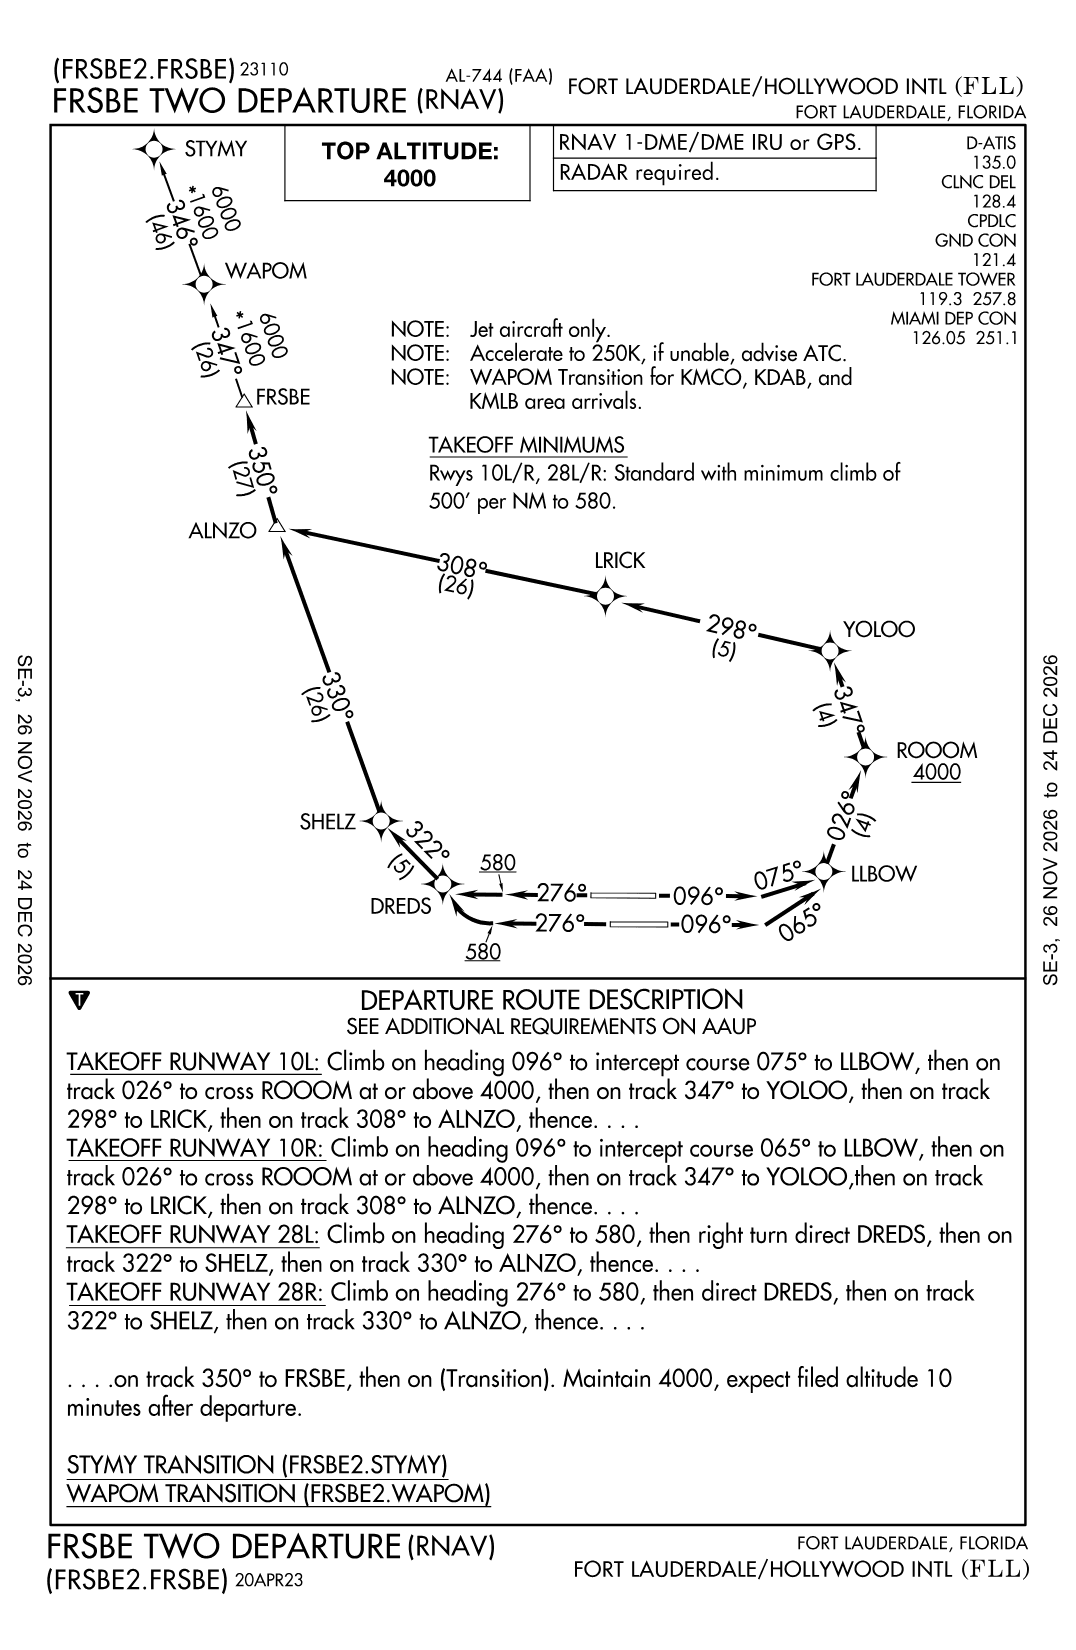 (FRSBE2.FRSBE) 23110
AL-744 (FAA)
FORT LAUDERDALE/HOLLYWOOD INTL (FLL)
FRSBE TWO DEPARTURE (RNAV)
FORT LAUDERDALE, FLORIDA
TOP ALTITUDE:
4000
RNAV 1-DME/DME IRU or GPS.
RADAR required.
D-ATIS
135.0
CLNC DEL
128.4
CPDLC
GND CON
121.4
FORT LAUDERDALE TOWER
119.3 257.8
MIAMI DEP CON
126.05 251.1
STYMY
6000
*1600
346°
(46)
WAPOM
6000
*1600
347°
(26)
FRSBE
350°
(27)
ALNZO
NOTE: Jet aircraft only.
NOTE: Accelerate to 250K, if unable, advise ATC.
NOTE: WAPOM Transition for KMCO, KDAB, and
KMLB area arrivals.
TAKEOFF MINIMUMS
Rwys 10L/R, 28L/R: Standard with minimum climb of
500' per NM to 580.
308°
(26)
LRICK
298°
(5)
YOLOO
347°
(4)
ROOOM
4000
026°
(4)
LLBOW
330°
(26)
SHELZ
322°
(5)
DREDS
580
276°
096°
075°
276°
096°
065°
580
SE-3, 26 NOV 2026 to 24 DEC 2026
SE-3, 26 NOV 2026 to 24 DEC 2026
T
DEPARTURE ROUTE DESCRIPTION
SEE ADDITIONAL REQUIREMENTS ON AAUP
TAKEOFF RUNWAY 10L: Climb on heading 096° to intercept course 075° to LLBOW, then on
track 026° to cross ROOOM at or above 4000, then on track 347° to YOLOO, then on track
298° to LRICK, then on track 308° to ALNZO, thence. . . .
TAKEOFF RUNWAY 10R: Climb on heading 096° to intercept course 065° to LLBOW, then on
track 026° to cross ROOOM at or above 4000, then on track 347° to YOLOO,then on track
298° to LRICK, then on track 308° to ALNZO, thence. . . .
TAKEOFF RUNWAY 28L: Climb on heading 276° to 580, then right turn direct DREDS, then on
track 322° to SHELZ, then on track 330° to ALNZO, thence. . . .
TAKEOFF RUNWAY 28R: Climb on heading 276° to 580, then direct DREDS, then on track
322° to SHELZ, then on track 330° to ALNZO, thence. . . .
. . . .on track 350° to FRSBE, then on (Transition). Maintain 4000, expect filed altitude 10
minutes after departure.
STYMY TRANSITION (FRSBE2.STYMY)
WAPOM TRANSITION (FRSBE2.WAPOM)
FRSBE TWO DEPARTURE (RNAV)
(FRSBE2.FRSBE) 20APR23
FORT LAUDERDALE, FLORIDA
FORT LAUDERDALE/HOLLYWOOD INTL (FLL)